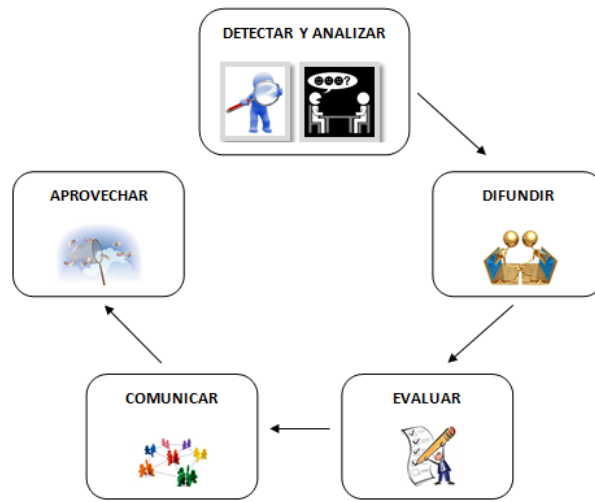 DETECTAR Y ANALIZAR
?
DIFUNDIR
EVALUAR
COMUNICAR
APROVECHAR